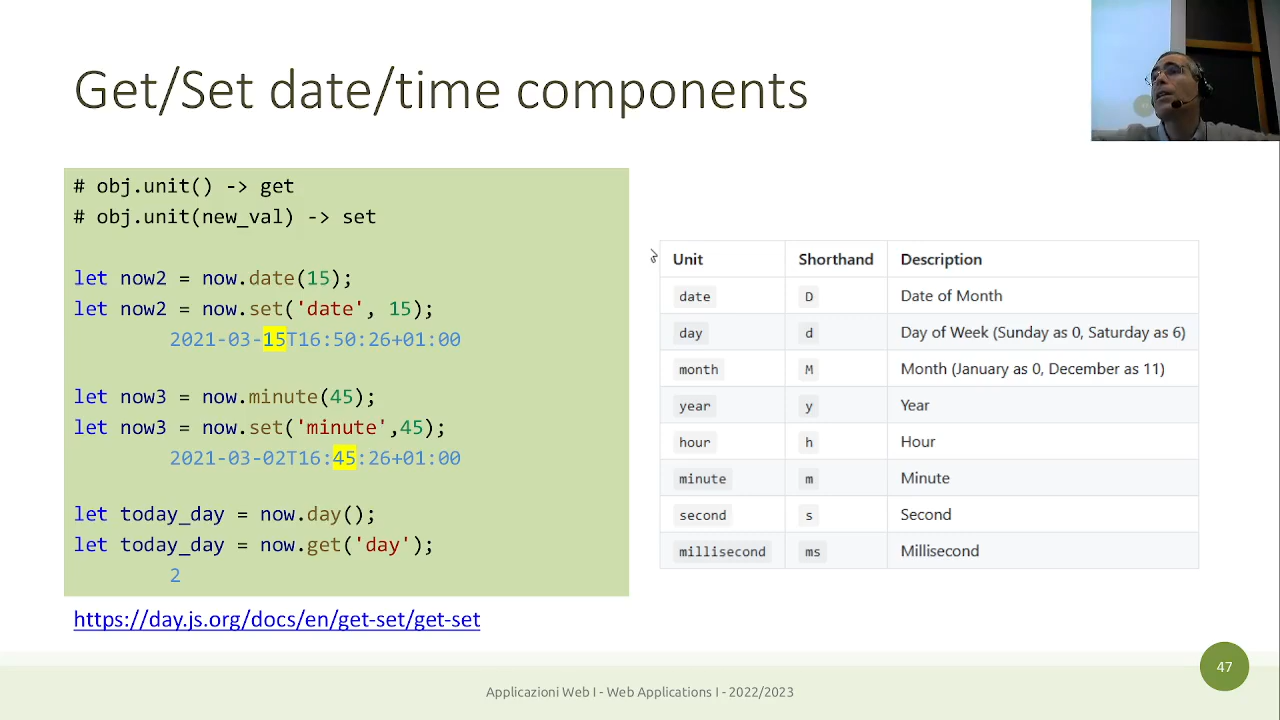 Get/Set date/time components
# obj.unit() -> get
# obj.unit(new_val) -> set
let now2 = now.date(15);
let now2 = now.set('date', 15);
2021-03-15T16:50:26+01:00
let now3 = now.minute(45);
let now3 = now.set('minute',45);
2021-03-02T16:45:26+01:00
let today_day = now.day();
let today_day = now.get('day');
2
https://day.js.org/docs/en/get-set/get-set
Unit Shorthand Description
date D Date of Month
day d Day of Week (Sunday as 0, Saturday as 6)
month M Month (January as 0, December as 11)
year y Year
hour h Hour
minute m Minute
second s Second
millisecond ms Millisecond
Applicazioni Web I - Web Applications I - 2022/2023
47